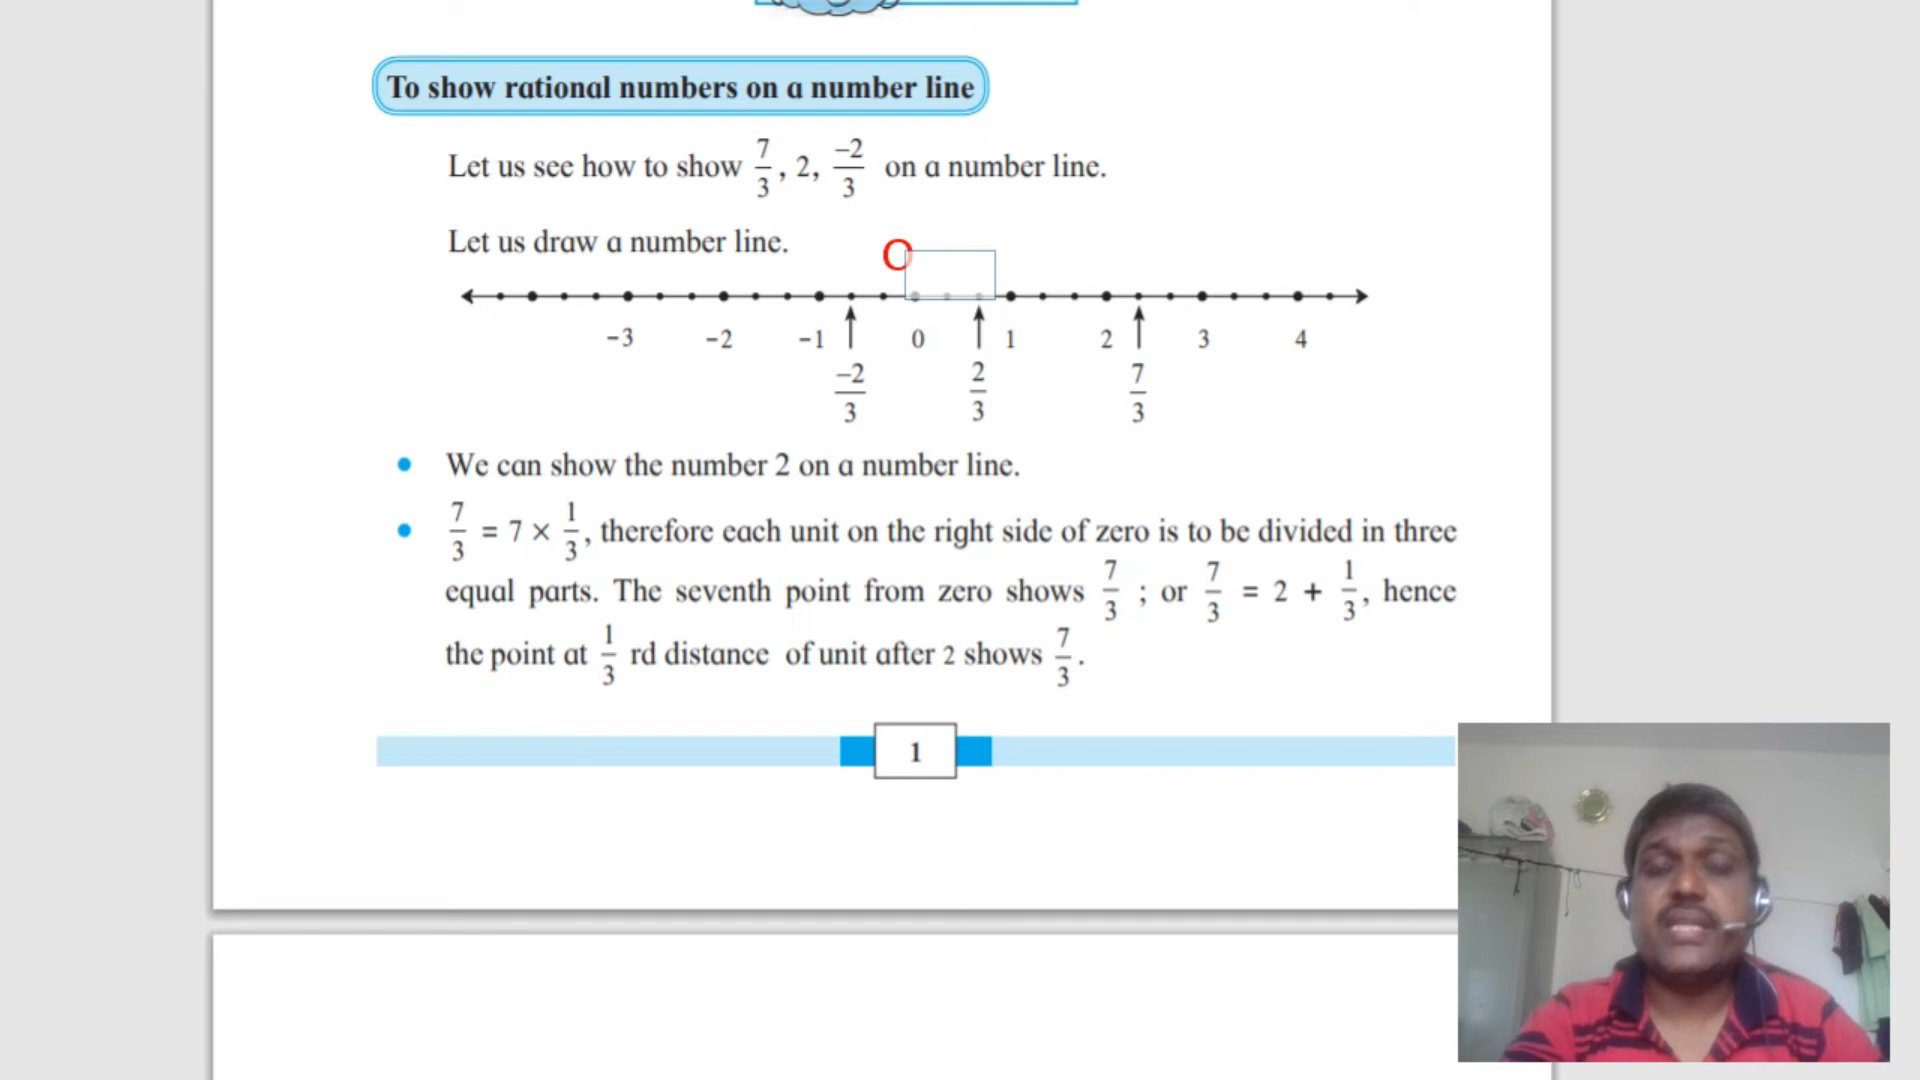 To show rational numbers on a number line
Let us see how to show 7/3, 2, –2/3 on a number line.
Let us draw a number line.
O
–3 –2 –1 0 1 2 3 4
–2/3 2/3 7/3
• We can show the number 2 on a number line.
• 7/3 = 7 × 1/3, therefore each unit on the right side of zero is to be divided in three
equal parts. The seventh point from zero shows 7/3 ; or 7/3 = 2 + 1/3, hence
the point at 1/3 rd distance of unit after 2 shows 7/3.
1